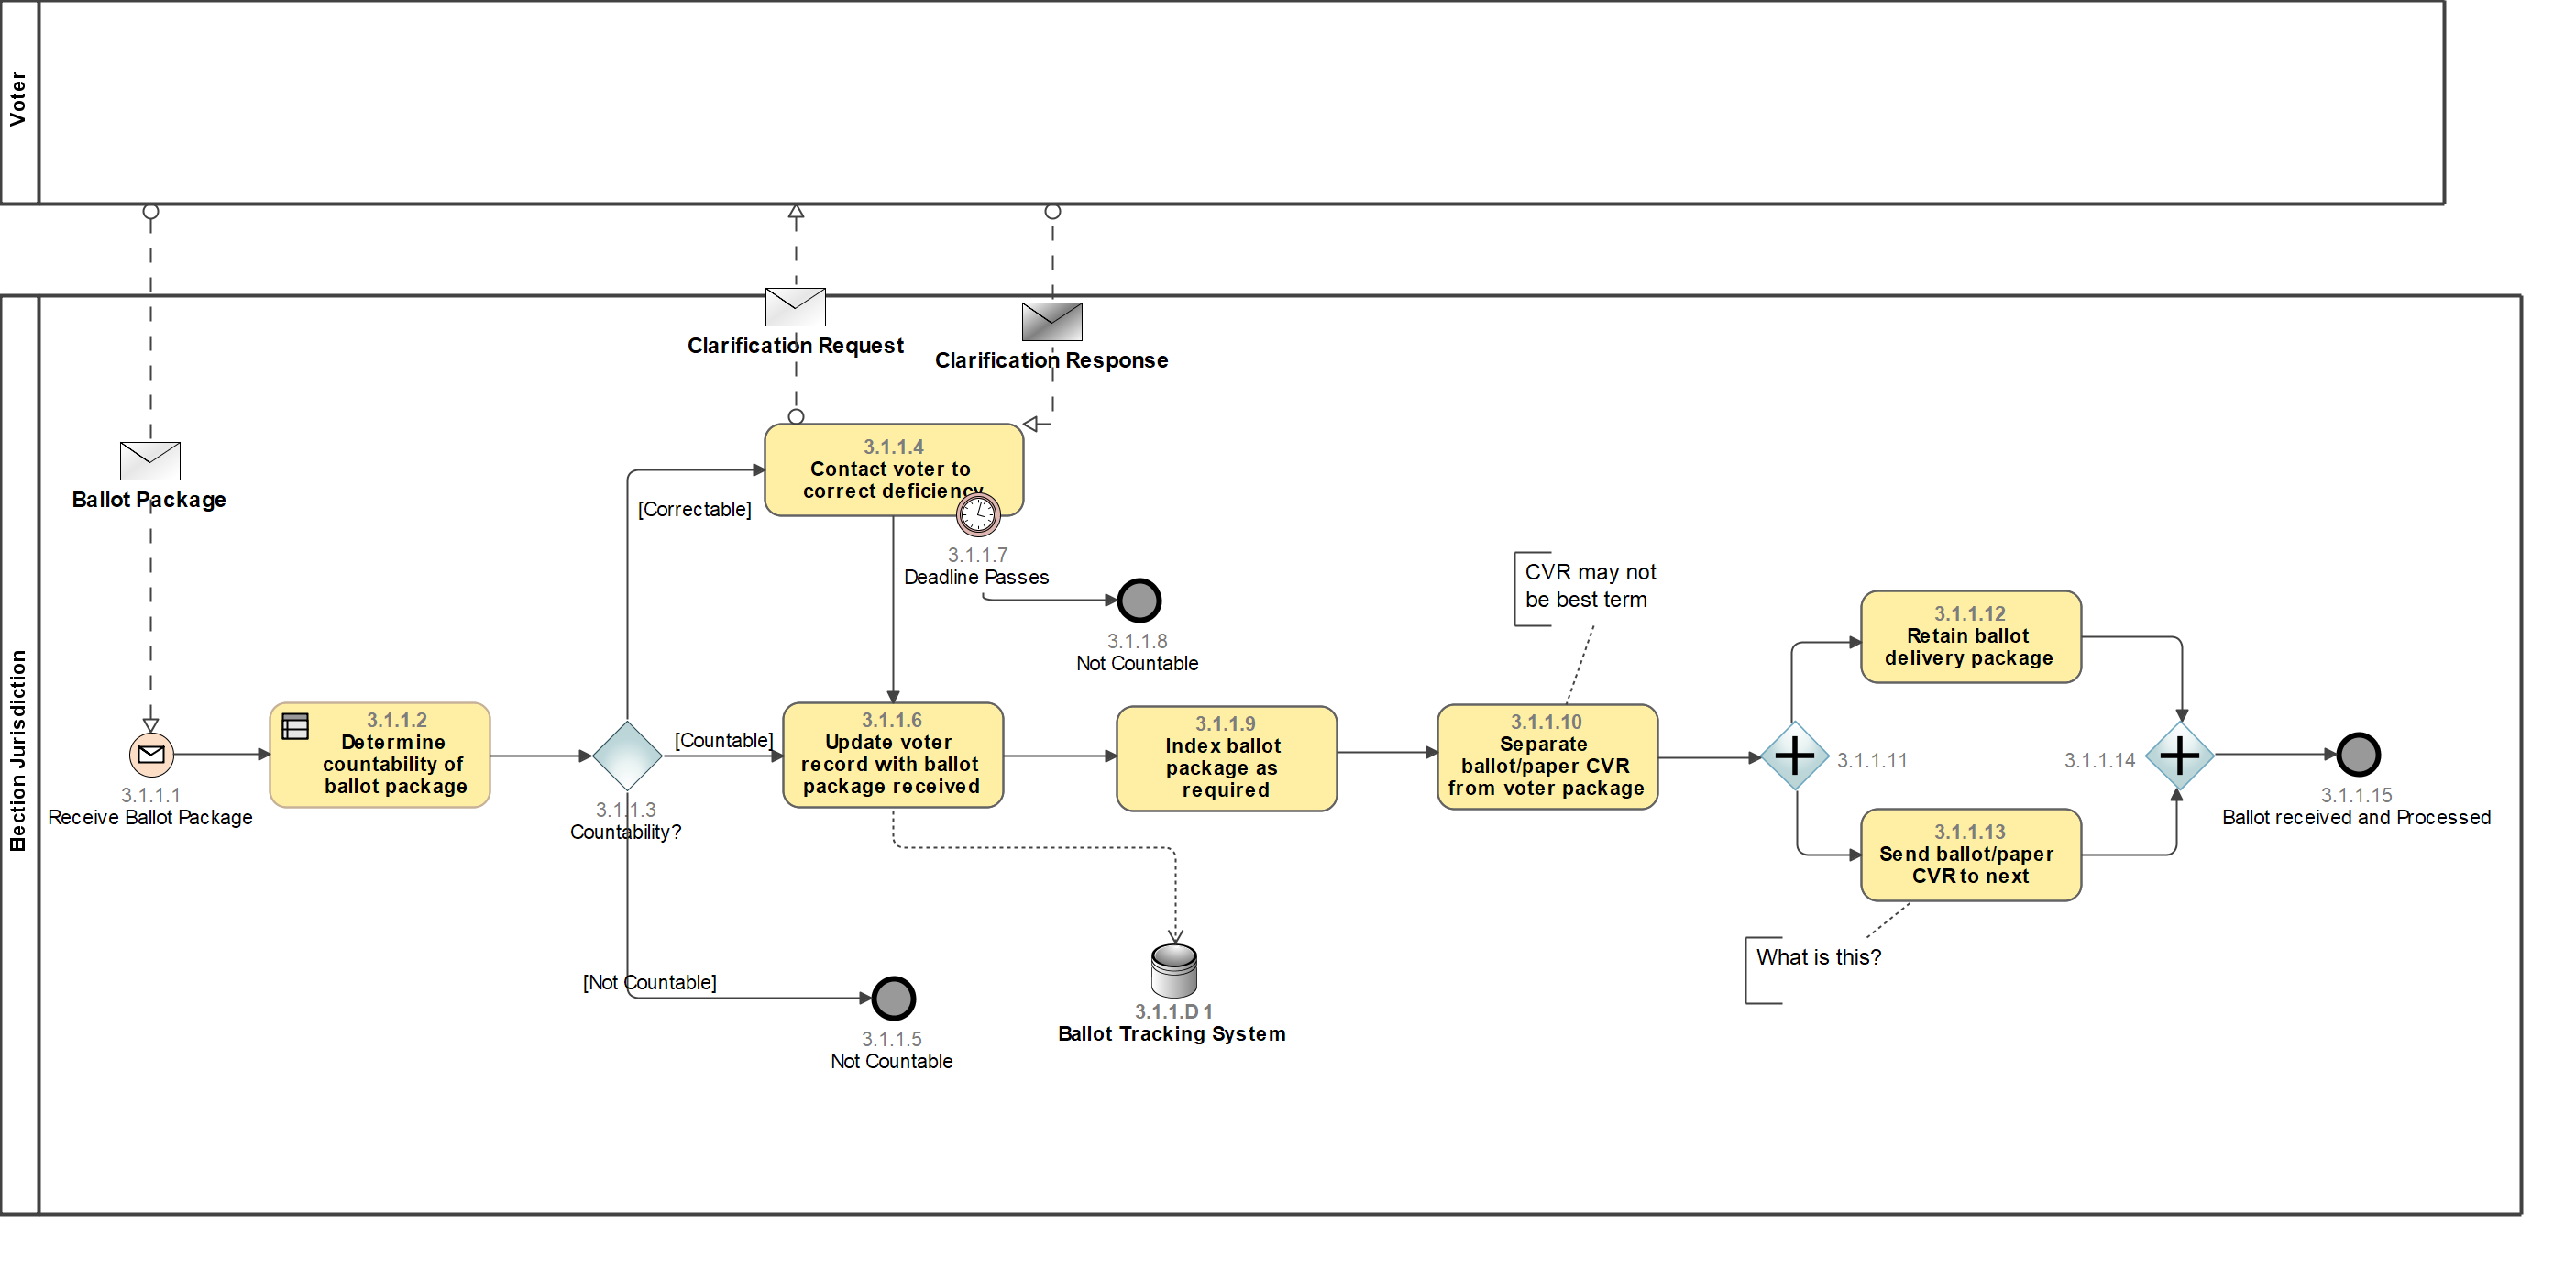 Voter
Election Jurisdiction
Clarification Request
Clarification Response
Ballot Package
3.1.1.4
Contact voter to
correct deficiency
[Correctable]
3.1.1.7
Deadline Passes
3.1.1.8
Not Countable
CVR may not
be best term
3.1.1.1
Receive Ballot Package
3.1.1.2
Determine
countability of
ballot package
3.1.1.3
Countability?
[Countable]
3.1.1.6
Update voter
record with ballot
package received
3.1.1.9
Index ballot
package as
required
3.1.1.10
Separate
ballot/paper CVR
from voter package
3.1.1.11
3.1.1.12
Retain ballot
delivery package
3.1.1.13
Send ballot/paper
CVR to next
3.1.1.14
3.1.1.15
Ballot received and Processed
What is this?
[Not Countable]
3.1.1.5
Not Countable
3.1.1.D1
Ballot Tracking System